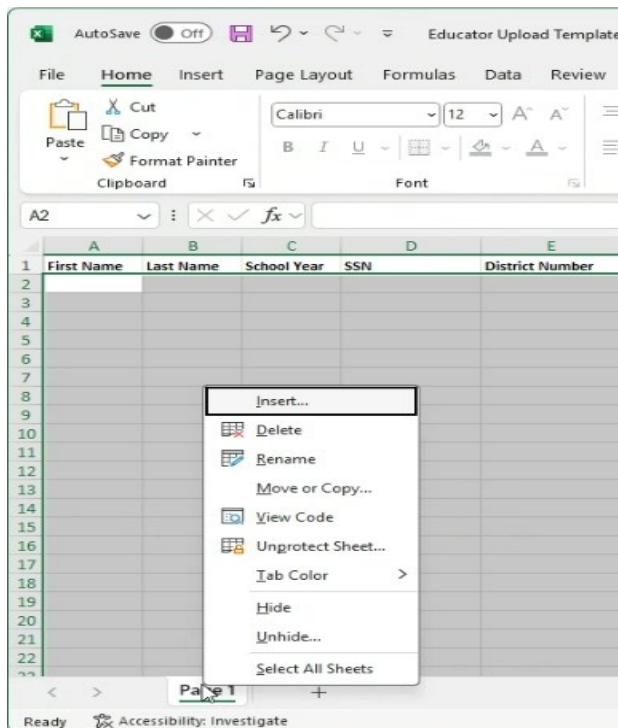 AutoSave Off Educator Upload Template
File Home Insert Page Layout Formulas Data Review
Paste
Cut
Copy
Format Painter
Clipboard
Calibri 12 A A
B I U A
Font
A2 fx
A B C D E
1 First Name Last Name School Year SSN District Number
2
3
4
5
6
7
8
9
10
11
12
13
14
15
16
17
18
19
20
21
22
Insert...
Delete
Rename
Move or Copy...
View Code
Unprotect Sheet...
Tab Color
Hide
Unhide...
Select All Sheets
Page 1
Ready Accessibility: Investigate